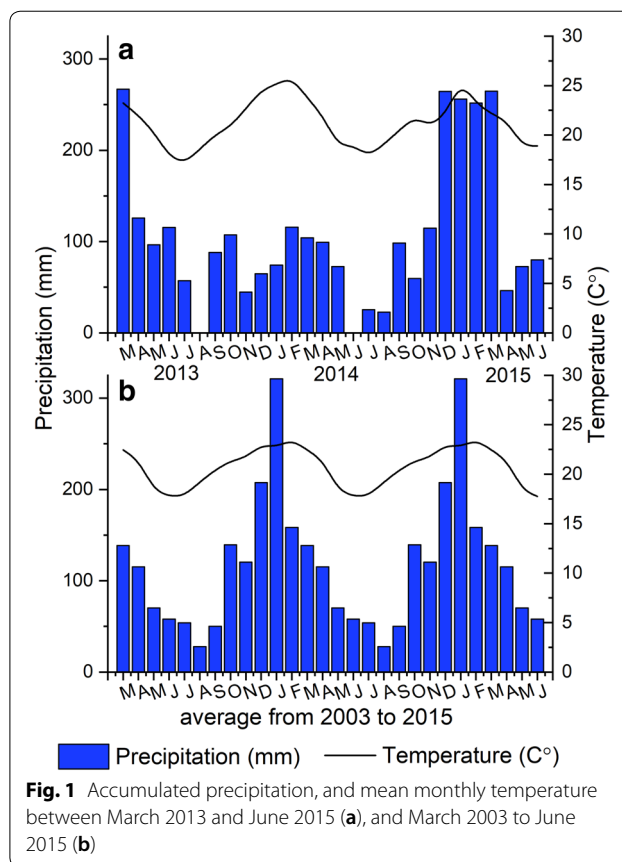 a
300
200
100
0
30
25
20
15
10
5
0
M A M J J A S O N D J F M A M J J A S O N D J F M A M J
2013 2014 2015
Precipitation (mm)
Temperature (C°)
b
300
200
100
0
30
25
20
15
10
5
0
M A M J J A S O N D J F M A M J J A S O N D J F M A M J
average from 2003 to 2015
Precipitation (mm) Temperature (C°)
Fig. 1 Accumulated precipitation, and mean monthly temperature
between March 2013 and June 2015 (a), and March 2003 to June
2015 (b)